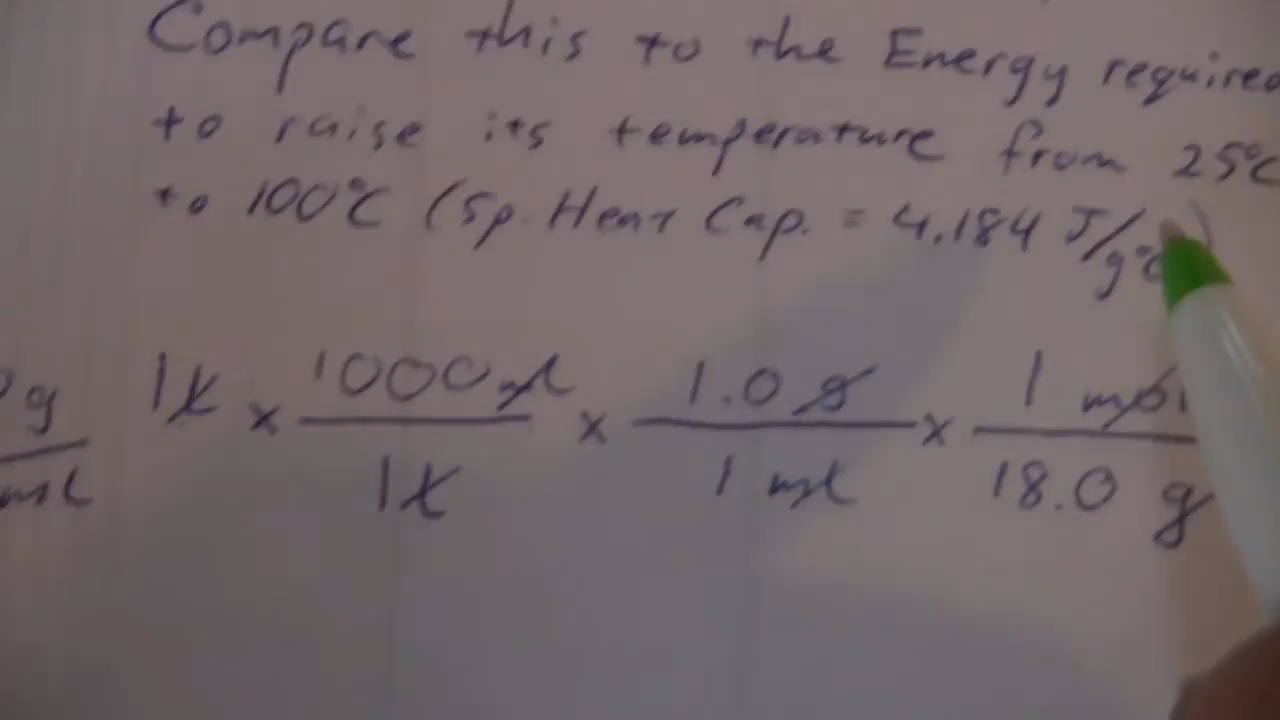 Compare this to the Energy required
to raise its temperature from 25°C
to 100°C (Sp. Heat Cap. = 4.184 J/g°C)
g/mL 1L × 1000 mL/1L × 1.0 g/1 mL × 1 mol/18.0 g